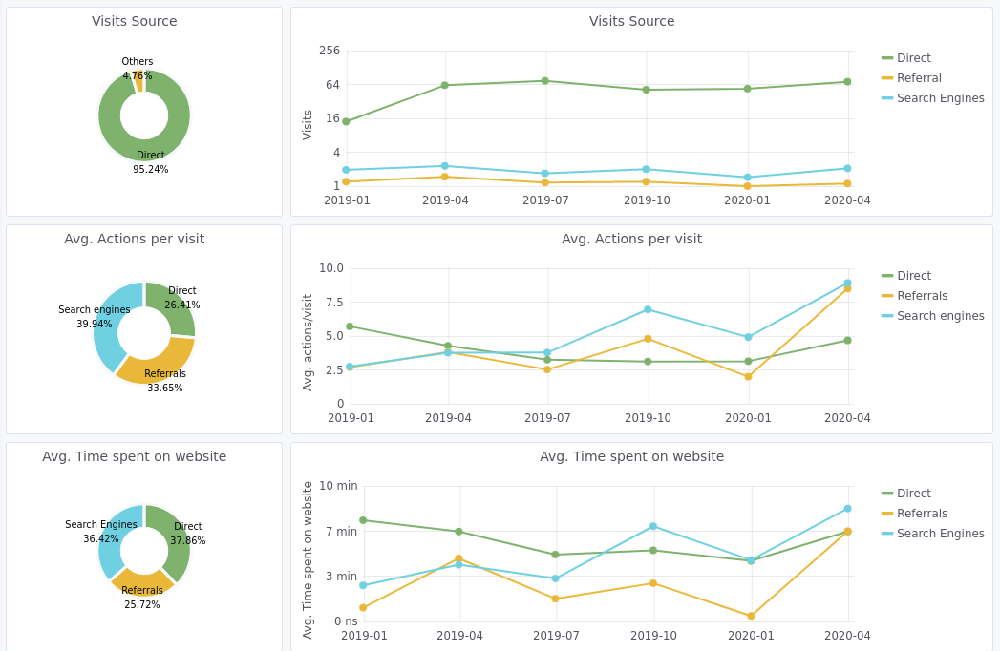 Visits Source
Others
4.76%
Direct
95.24%
Visits Source
Visits
256
64
16
4
1
2019-01 2019-04 2019-07 2019-10 2020-01 2020-04
Direct
Referral
Search Engines
Avg. Actions per visit
Direct
26.41%
Search engines
39.94%
Referrals
33.65%
Avg. Actions per visit
Avg. actions/visit
10.0
7.5
5.0
2.5
0
2019-01 2019-04 2019-07 2019-10 2020-01 2020-04
Direct
Referrals
Search engines
Avg. Time spent on website
Search Engines
36.42%
Direct
37.86%
Referrals
25.72%
Avg. Time spent on website
Avg. Time spent on website
10 min
7 min
3 min
0 ns
2019-01 2019-04 2019-07 2019-10 2020-01 2020-04
Direct
Referrals
Search Engines